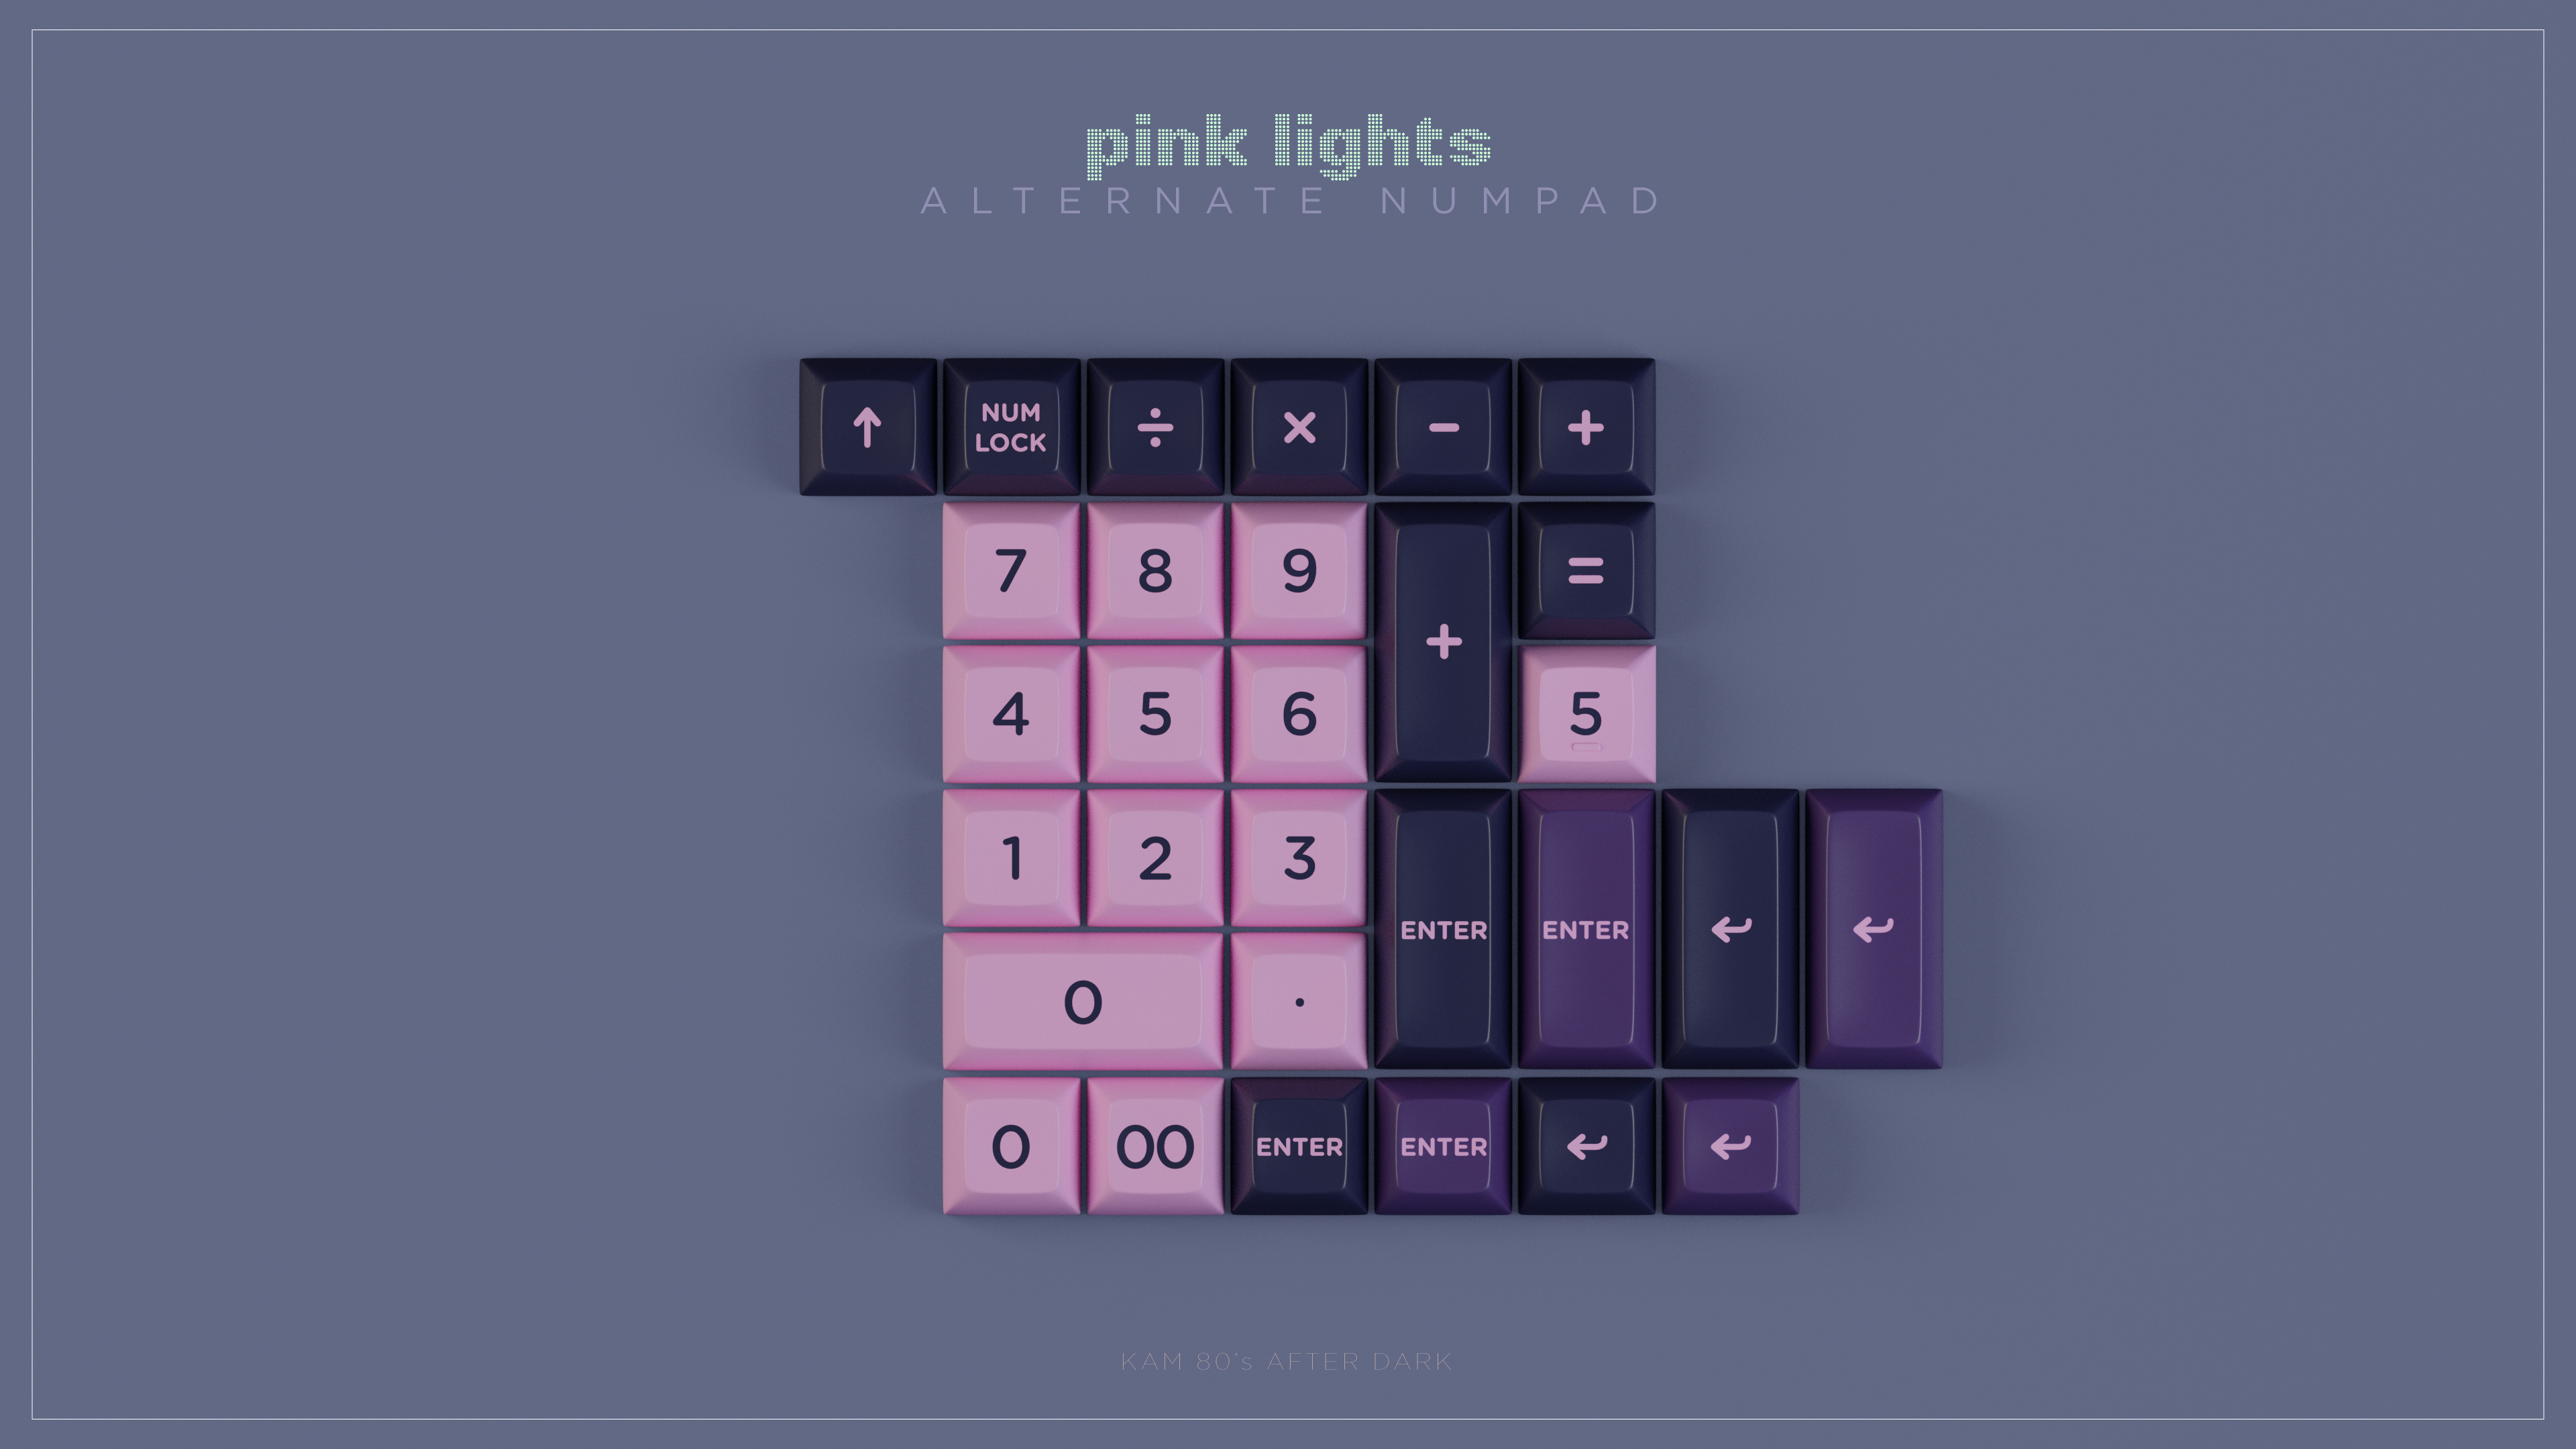 pink lights
ALTERNATE NUMPAD
↑ NUM LOCK ÷ × − +
7 8 9 + =
4 5 6 5
1 2 3 ENTER ENTER ↩ ↩
0 .
0 00 ENTER ENTER ↩ ↩
KAM 80's AFTER DARK